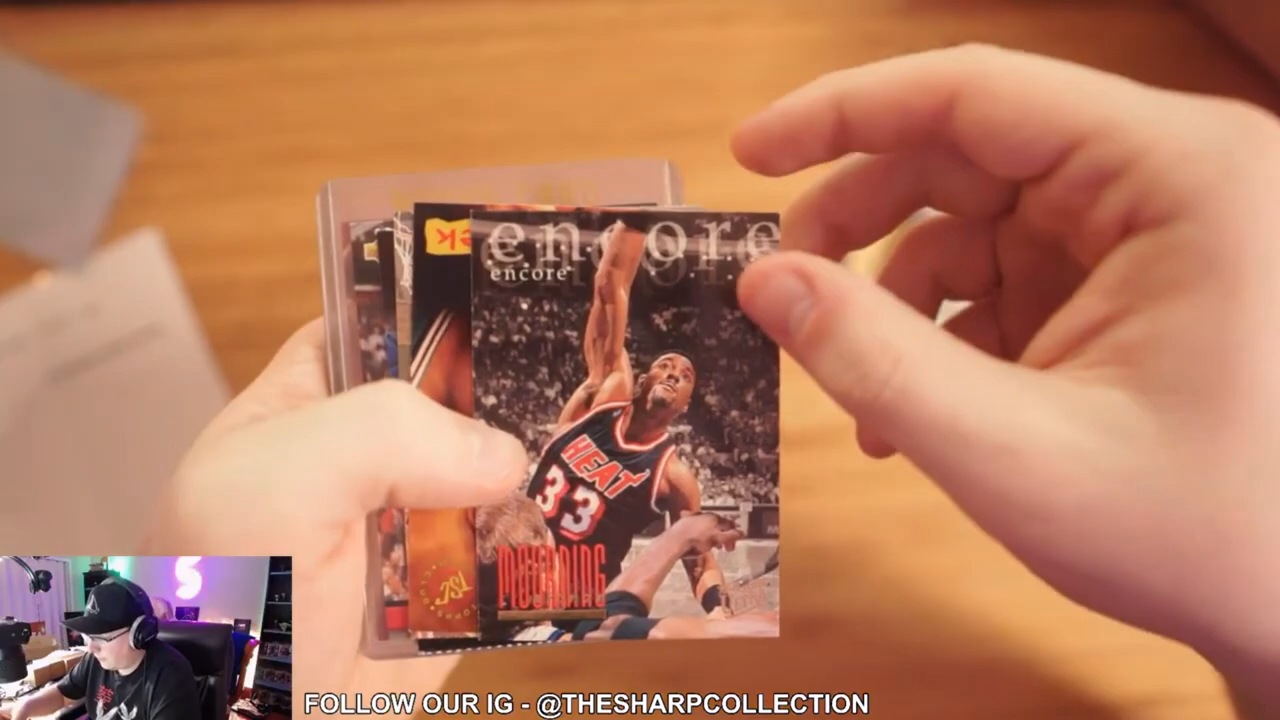 encore
encore
HEAT
33
MOURNING
FOLLOW OUR IG - @THESHARPCOLLECTION